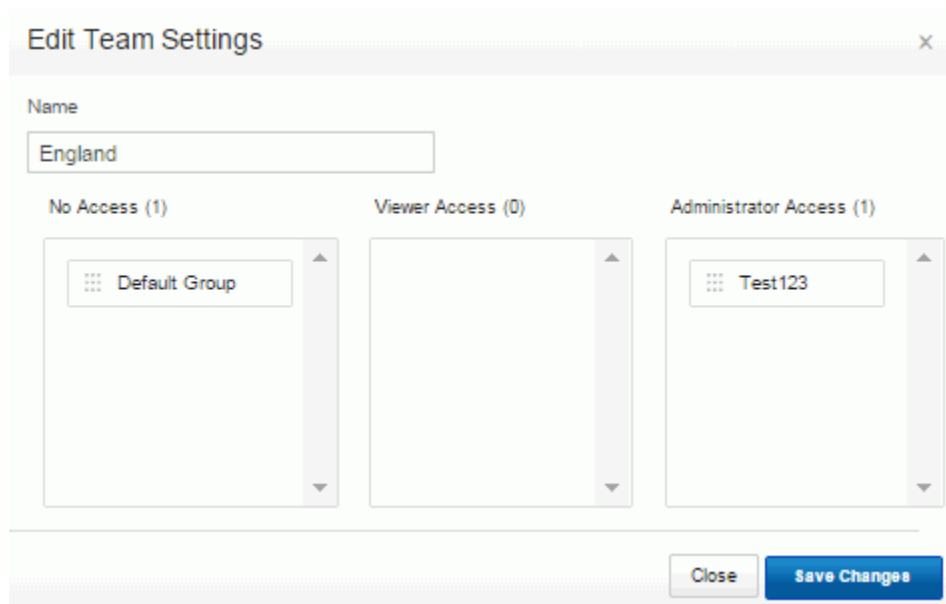 Edit Team Settings
×
Name
England
No Access (1)
Viewer Access (0)
Administrator Access (1)
Default Group
Test123
Close
Save Changes